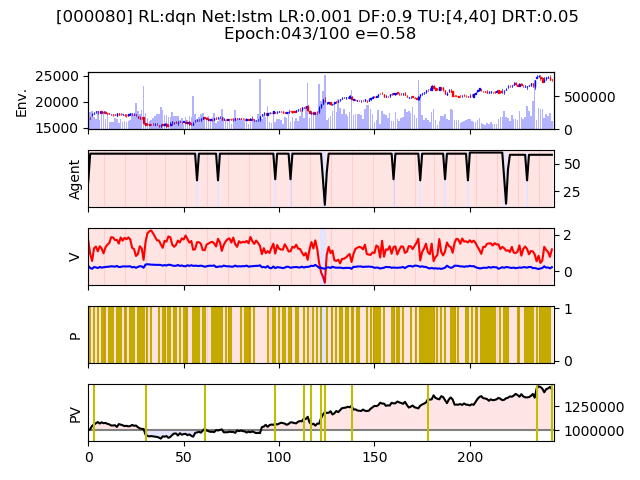 [000080] RL:dqn Net:lstm LR:0.001 DF:0.9 TU:[4,40] DRT:0.05
Epoch:043/100 e=0.58
Env.
25000
20000
15000
500000
0
Agent
50
25
V
2
0
P
1
0
PV
1250000
1000000
0 50 100 150 200